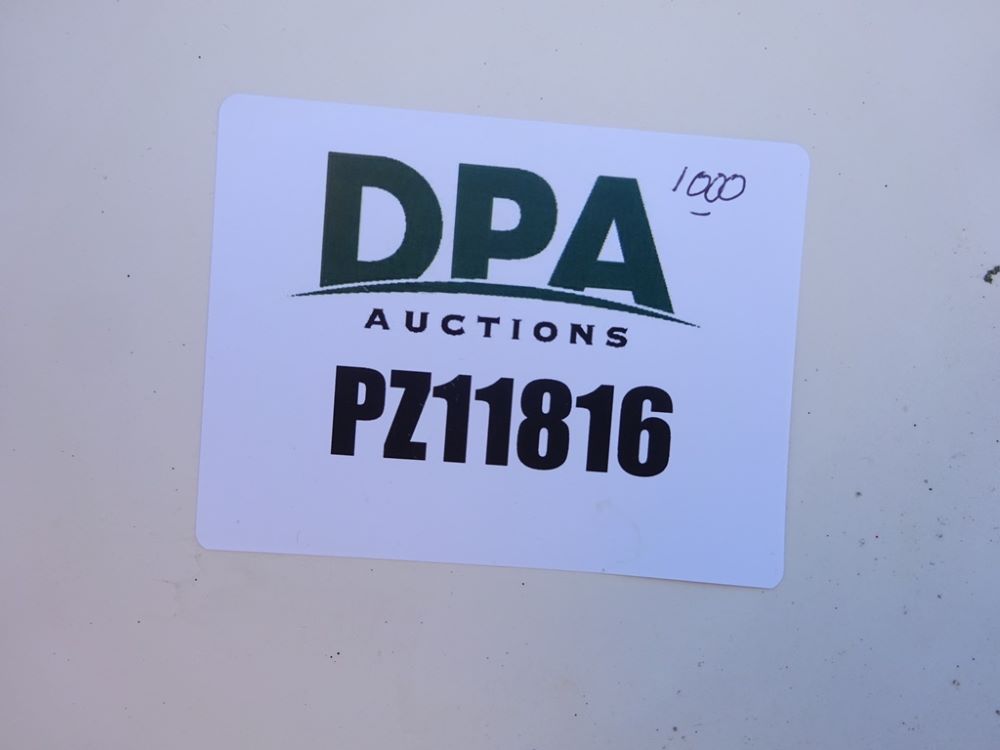 1000
DPA
AUCTIONS
PZ11816